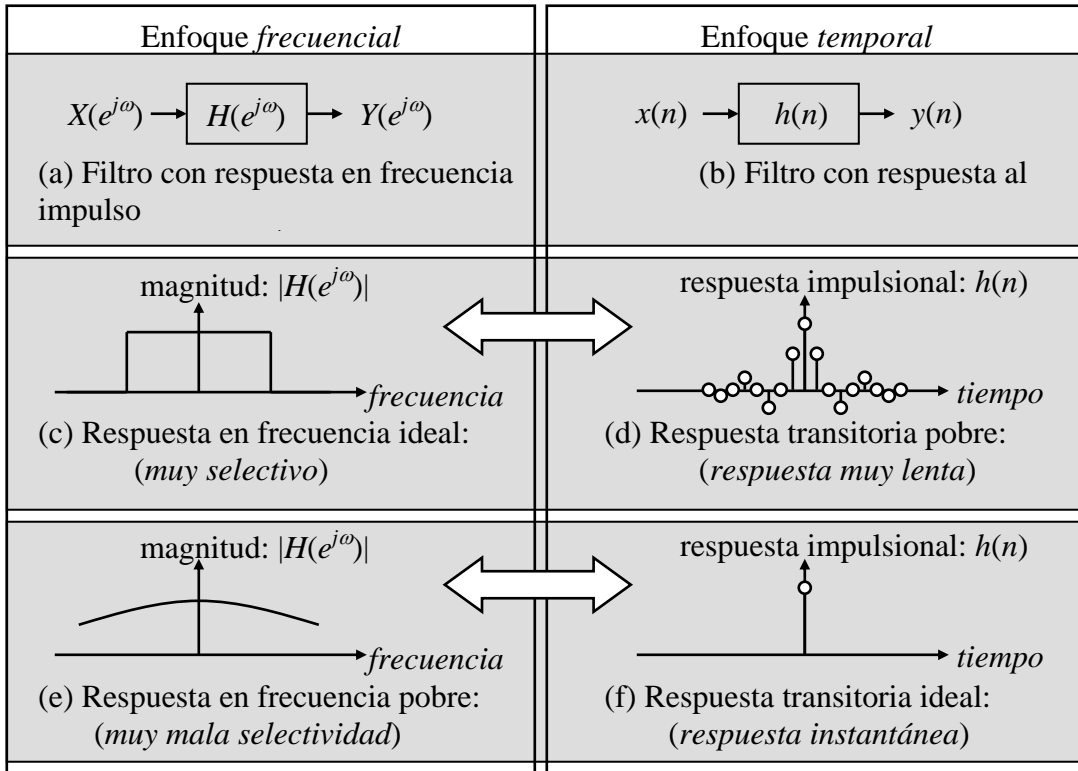 Enfoque frecuencial
Enfoque temporal
X(e^{jω}) H(e^{jω}) Y(e^{jω})
x(n) h(n) y(n)
(a) Filtro con respuesta en frecuencia
impulso
(b) Filtro con respuesta al
magnitud: |H(e^{jω})|
frecuencia
(c) Respuesta en frecuencia ideal:
(muy selectivo)
respuesta impulsional: h(n)
tiempo
(d) Respuesta transitoria pobre:
(respuesta muy lenta)
magnitud: |H(e^{jω})|
frecuencia
(e) Respuesta en frecuencia pobre:
(muy mala selectividad)
respuesta impulsional: h(n)
tiempo
(f) Respuesta transitoria ideal:
(respuesta instantánea)